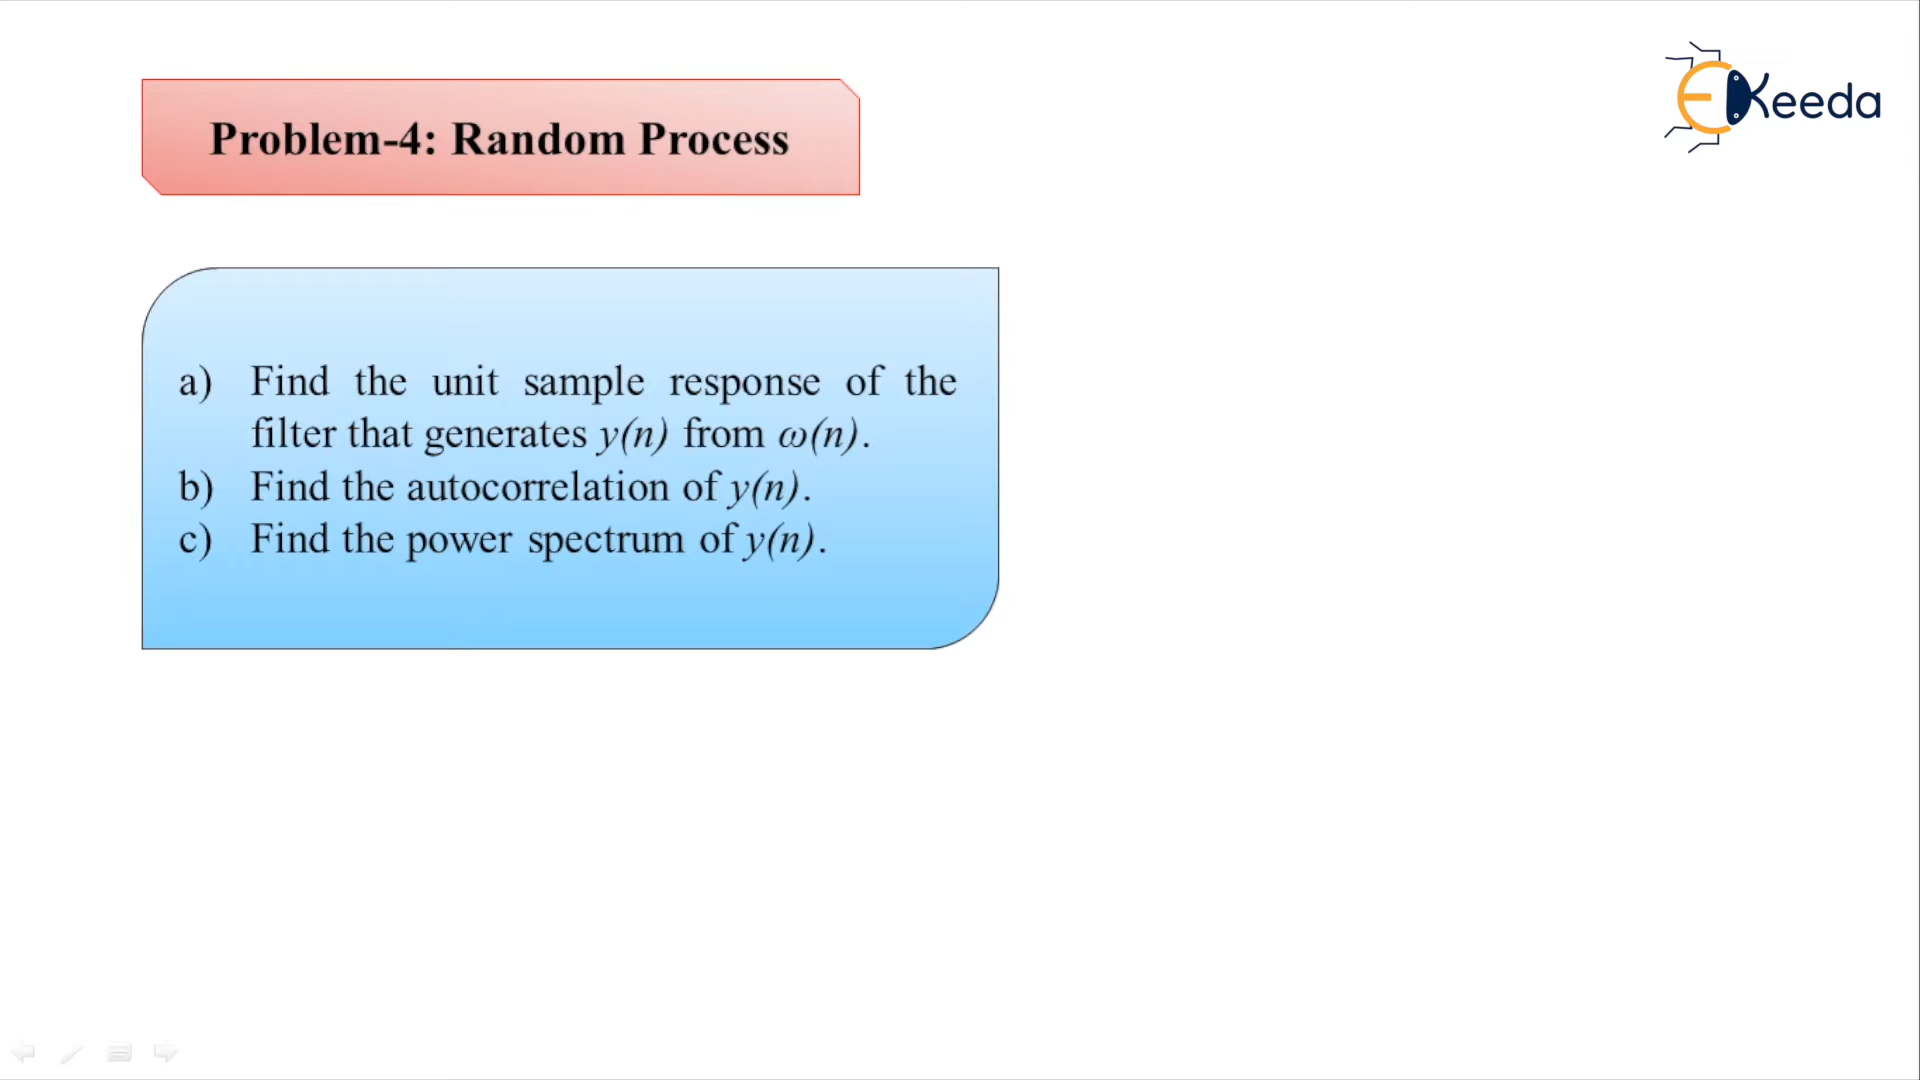 EKeeda
Problem-4: Random Process
a) Find the unit sample response of the
filter that generates y(n) from ω(n).
b) Find the autocorrelation of y(n).
c) Find the power spectrum of y(n).